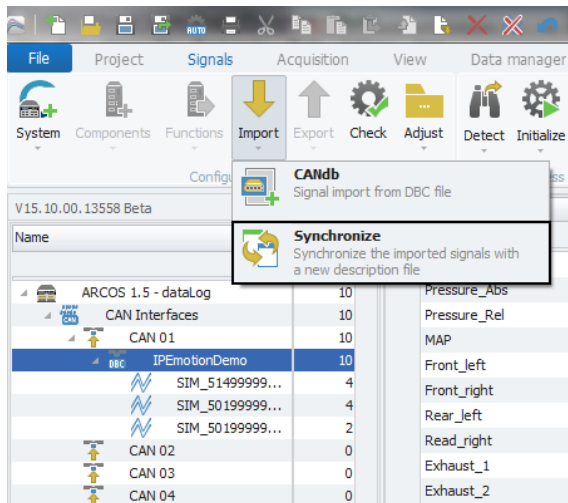 AUTO
File Project Signals Acquisition View Data manager
System Components Functions Import Export Check Adjust Detect Initialize
Configu
ss
CANdb
Signal import from DBC file
V15.10.00.13558 Beta
Name
Synchronize
Synchronize the imported signals with
a new description file
ARCOS 1.5 - dataLog 10 Pressure_Abs
CAN Interfaces 10 Pressure_Rel
CAN 01 10 MAP
DBC IPEmotionDemo 10 Front_left
SIM_51499999... 4 Front_right
SIM_50199999... 4 Rear_left
SIM_50199999... 2 Read_right
CAN 02 0
CAN 03 0 Exhaust_1
CAN 04 0 Exhaust_2